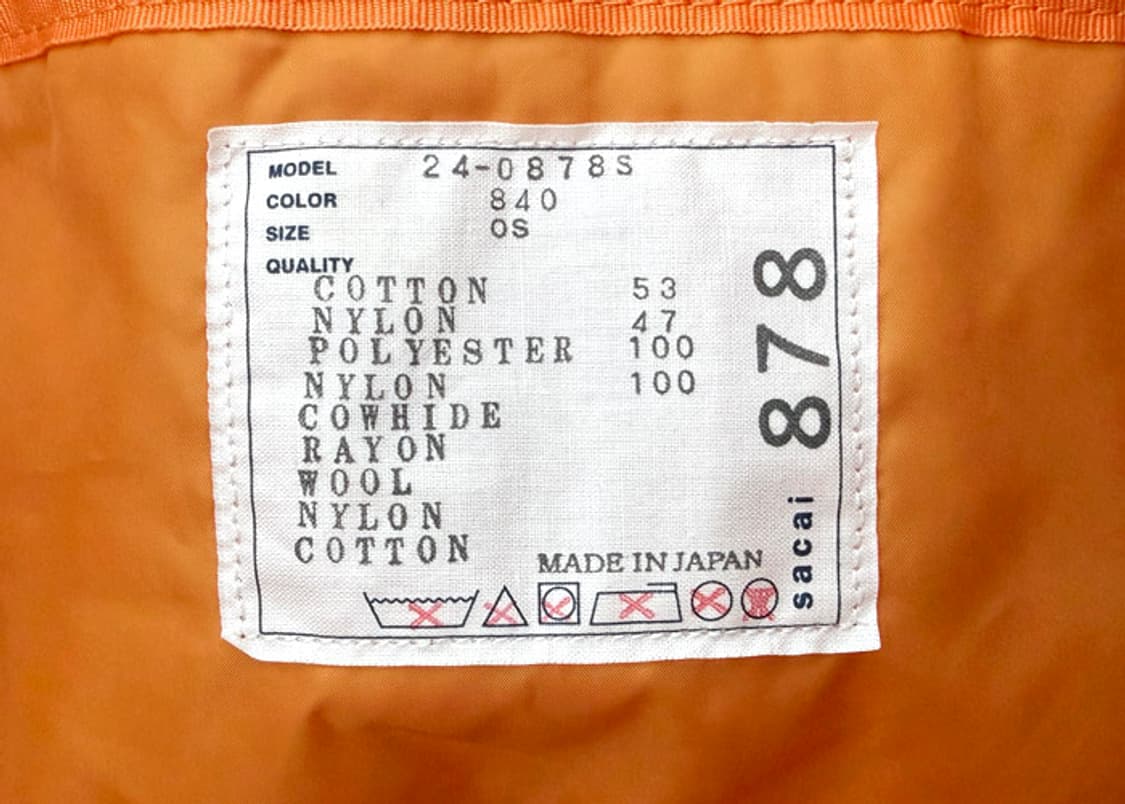 MODEL 24-0878S
COLOR 840
SIZE OS
QUALITY
COTTON 53
NYLON 47
POLYESTER 100
NYLON 100
COWHIDE
RAYON
WOOL
NYLON
COTTON
MADE IN JAPAN
sacai 878